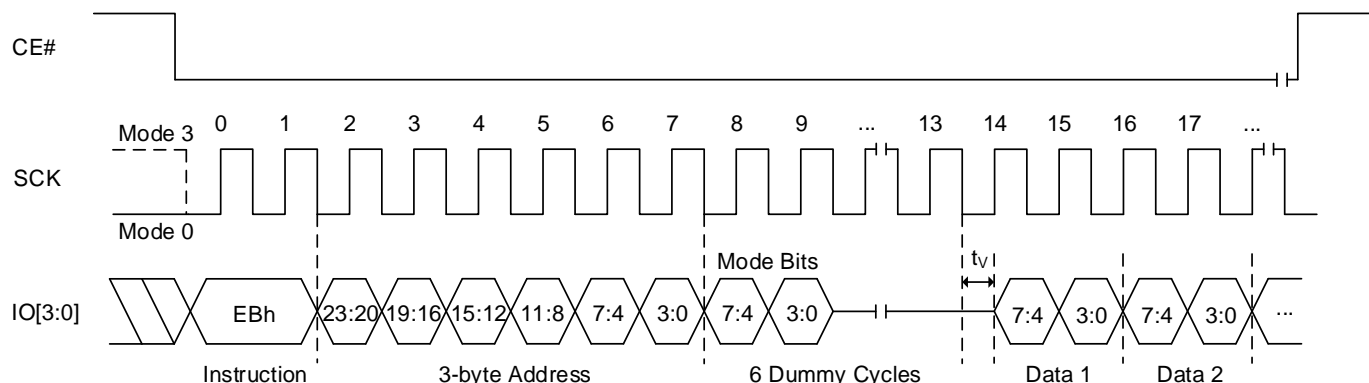 CE#
Mode 3 0 1 2 3 4 5 6 7 8 9 ... 13 14 15 16 17 ...
SCK
Mode 0
Mode Bits tV
IO[3:0] EBh 23:20 19:16 15:12 11:8 7:4 3:0 7:4 3:0 7:4 3:0 7:4 3:0 ...
Instruction 3-byte Address 6 Dummy Cycles Data 1 Data 2